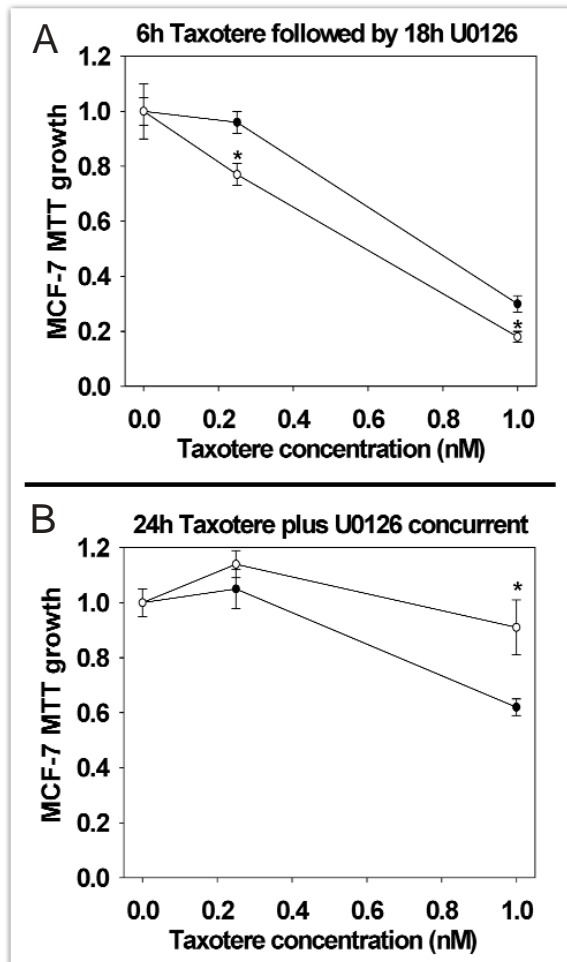 A
6h Taxotere followed by 18h U0126
1.2
1.0
0.8
0.6
0.4
0.2
0.0
MCF-7 MTT growth
*
*
0.0 0.2 0.4 0.6 0.8 1.0
Taxotere concentration (nM)
B
24h Taxotere plus U0126 concurrent
1.2
1.0
0.8
0.6
0.4
0.2
0.0
MCF-7 MTT growth
*
0.0 0.2 0.4 0.6 0.8 1.0
Taxotere concentration (nM)